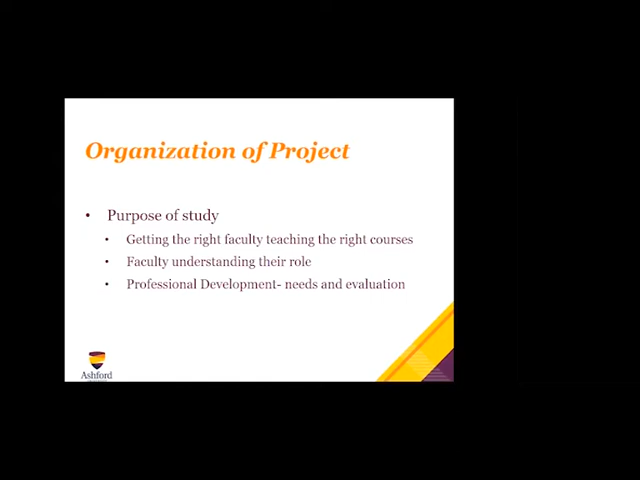 Organization of Project
• Purpose of study
• Getting the right faculty teaching the right courses
• Faculty understanding their role
• Professional Development- needs and evaluation
Ashford